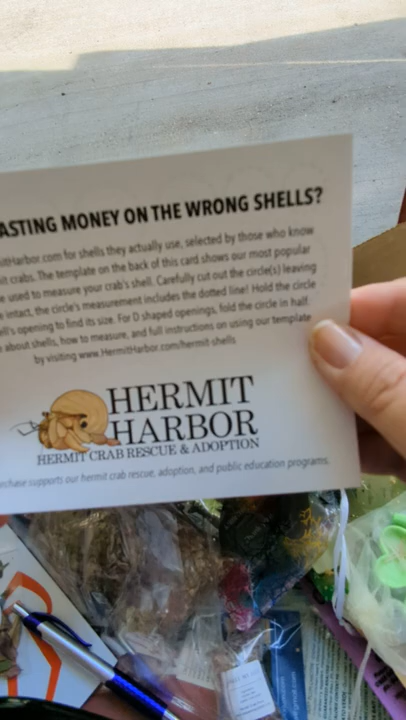 ASTING MONEY ON THE WRONG SHELLS?
itHarbor.com for shells they actually use, selected by those who know
it crabs. The template on the back of this card shows our most popular
e used to measure your crab's shell. Carefully cut out the circle(s) leaving
e intact, the circle's measurement includes the dotted line! Hold the circle
ell's opening to find its size. For D shaped openings, fold the circle in half.
about shells, how to measure, and full instructions on using our template
by visiting www.HermitHarbor.com/hermit-shells
HERMIT
HARBOR
HERMIT CRAB RESCUE & ADOPTION
rchase supports our hermit crab rescue, adoption, and public education programs.